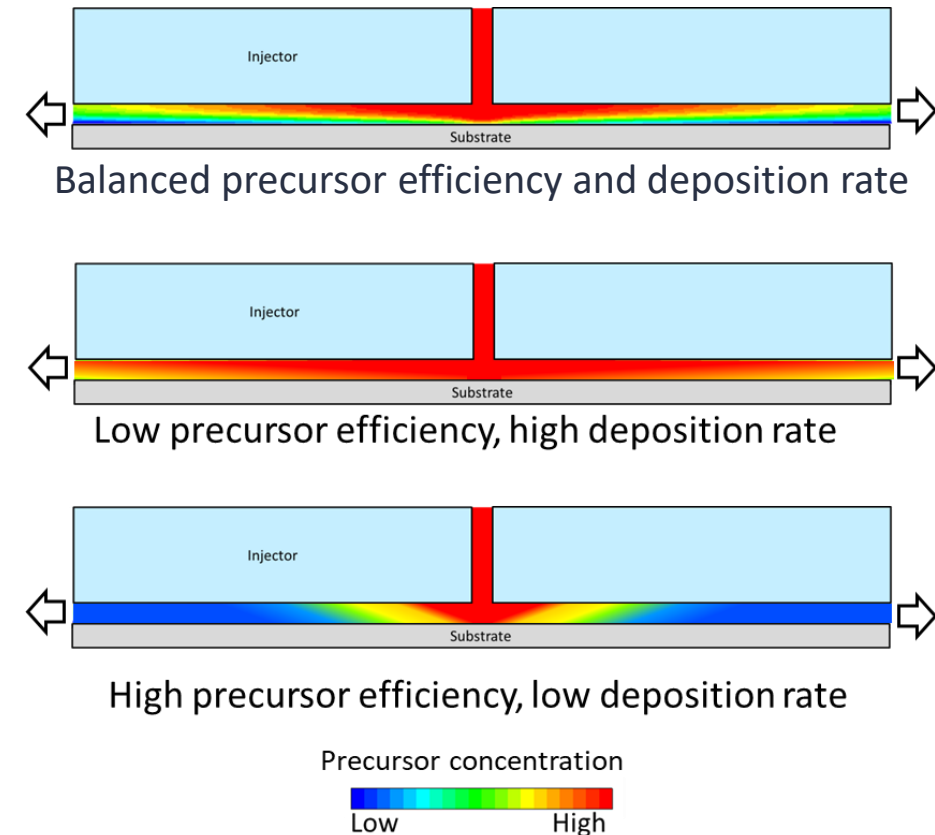 Injector
Substrate
Balanced precursor efficiency and deposition rate
Injector
Substrate
Low precursor efficiency, high deposition rate
Injector
Substrate
High precursor efficiency, low deposition rate
Precursor concentration
Low High